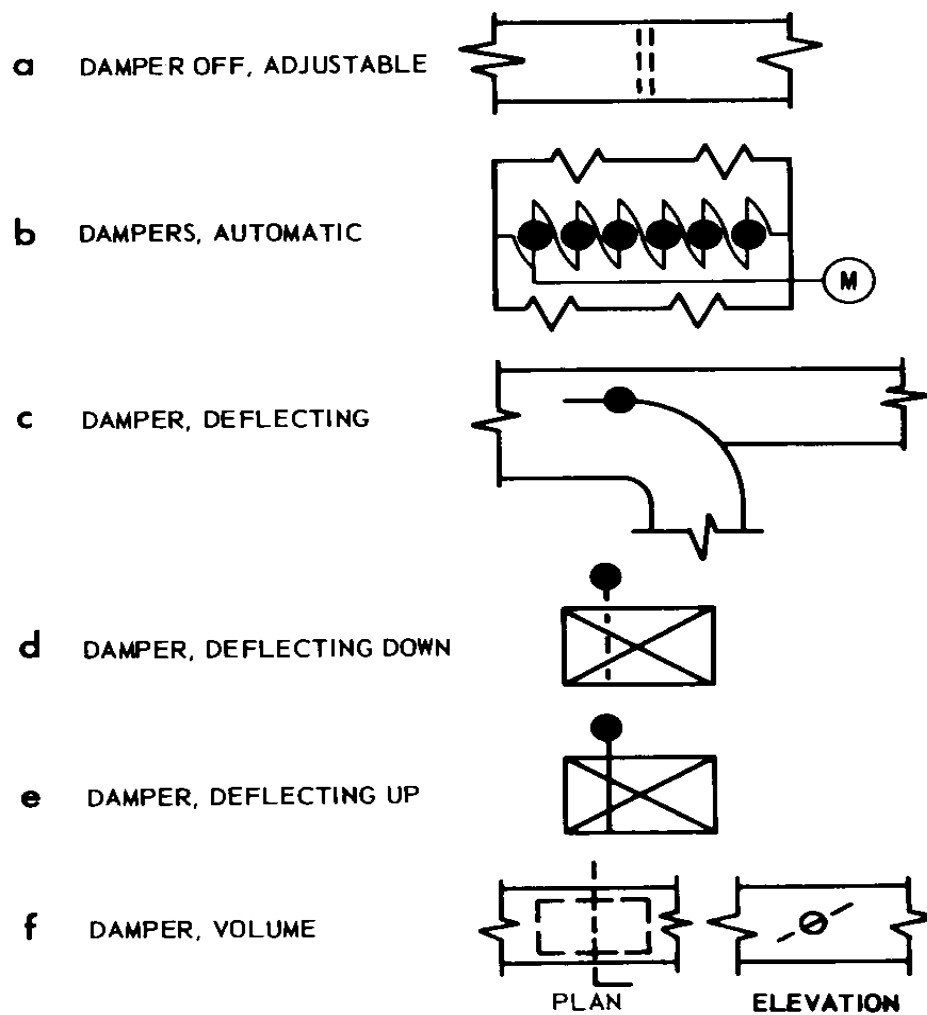 a DAMPER OFF, ADJUSTABLE
b DAMPERS, AUTOMATIC
M
c DAMPER, DEFLECTING
d DAMPER, DEFLECTING DOWN
e DAMPER, DEFLECTING UP
f DAMPER, VOLUME
PLAN ELEVATION